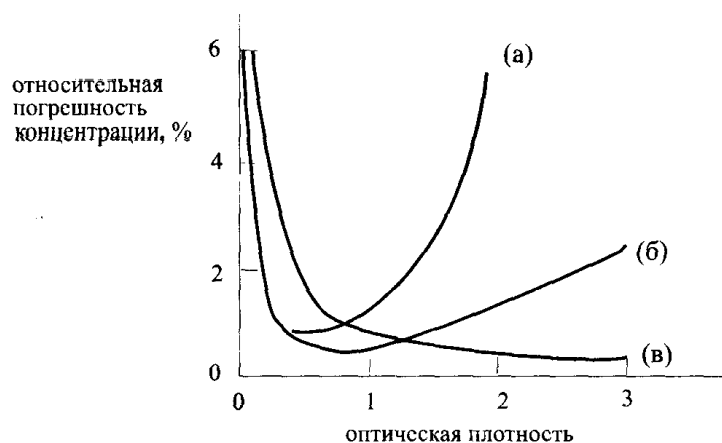 6
(а)
относительная
погрешность
концентрации, %
4
2
(б)
(в)
0
0
1
2
3
оптическая плотность